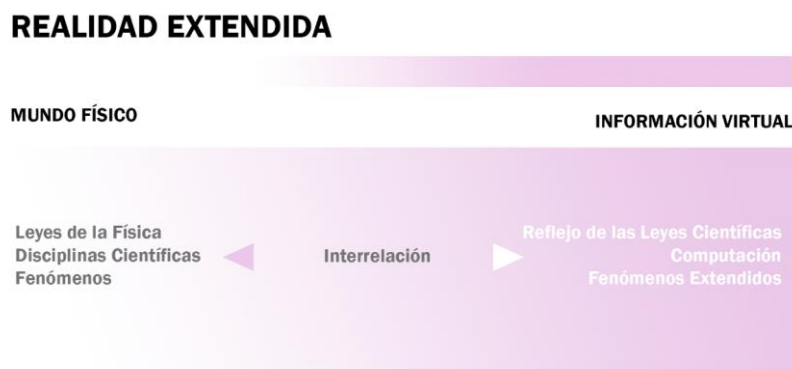 REALIDAD EXTENDIDA
MUNDO FÍSICO
INFORMACIÓN VIRTUAL
Leyes de la Física
Disciplinas Científicas
Fenómenos
Interrelación
Reflejo de las Leyes Científicas
Computación
Fenómenos Extendidos